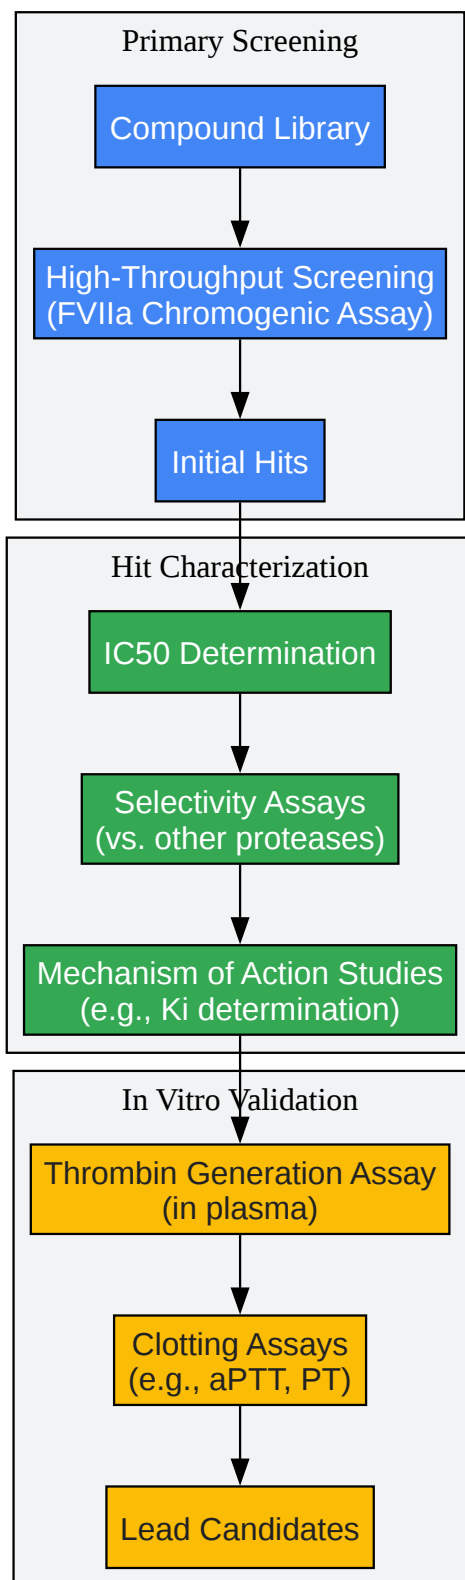 Primary Screening
Compound Library
High-Throughput Screening
(FVIIa Chromogenic Assay)
Initial Hits
Hit Characterization
IC50 Determination
Selectivity Assays
(vs. other proteases)
Mechanism of Action Studies
(e.g., Ki determination)
In Vitro Validation
Thrombin Generation Assay
(in plasma)
Clotting Assays
(e.g., aPTT, PT)
Lead Candidates